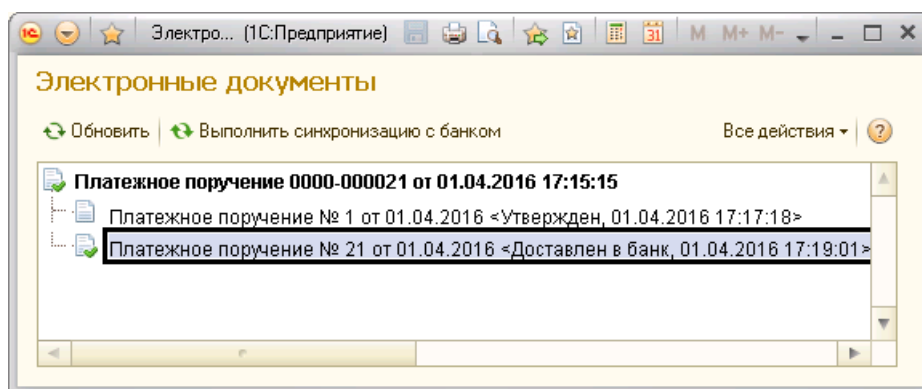 Электро... (1С:Предприятие) 31 M M+ M-
Электронные документы
Обновить Выполнить синхронизацию с банком Все действия ?
Платежное поручение 0000-000021 от 01.04.2016 17:15:15
Платежное поручение № 1 от 01.04.2016 <Утвержден, 01.04.2016 17:17:18>
Платежное поручение № 21 от 01.04.2016 <Доставлен в банк, 01.04.2016 17:19:01>